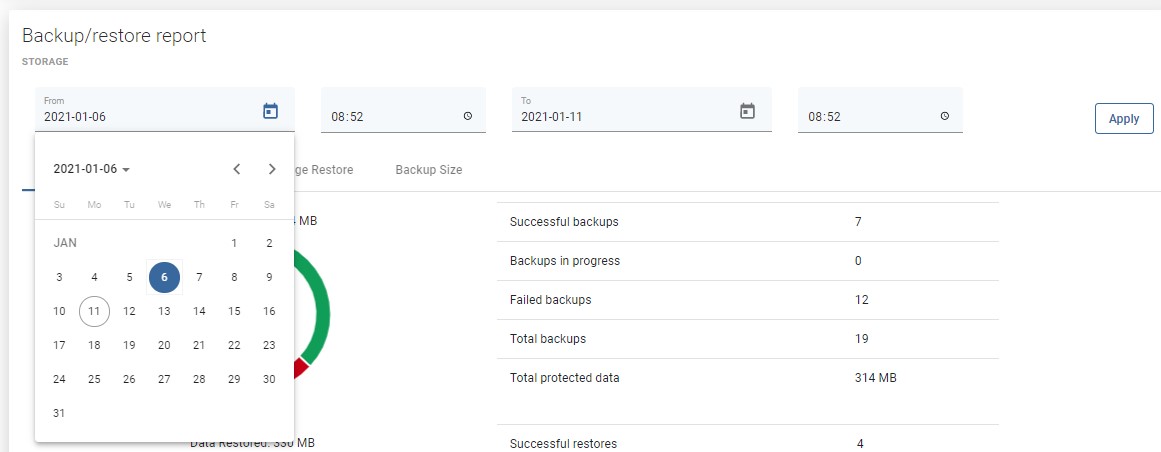 Backup/restore report
STORAGE
From
2021-01-06
08:52
To
2021-01-11
08:52
Apply
2021-01-06
ge Restore
Backup Size
Su Mo Tu We Th Fr Sa
JAN 1 2
3 4 5 6 7 8 9
10 11 12 13 14 15 16
17 18 19 20 21 22 23
24 25 26 27 28 29 30
31
MB
Successful backups 7
Backups in progress 0
Failed backups 12
Total backups 19
Total protected data 314 MB
Data Restored: 330 MB
Successful restores 4